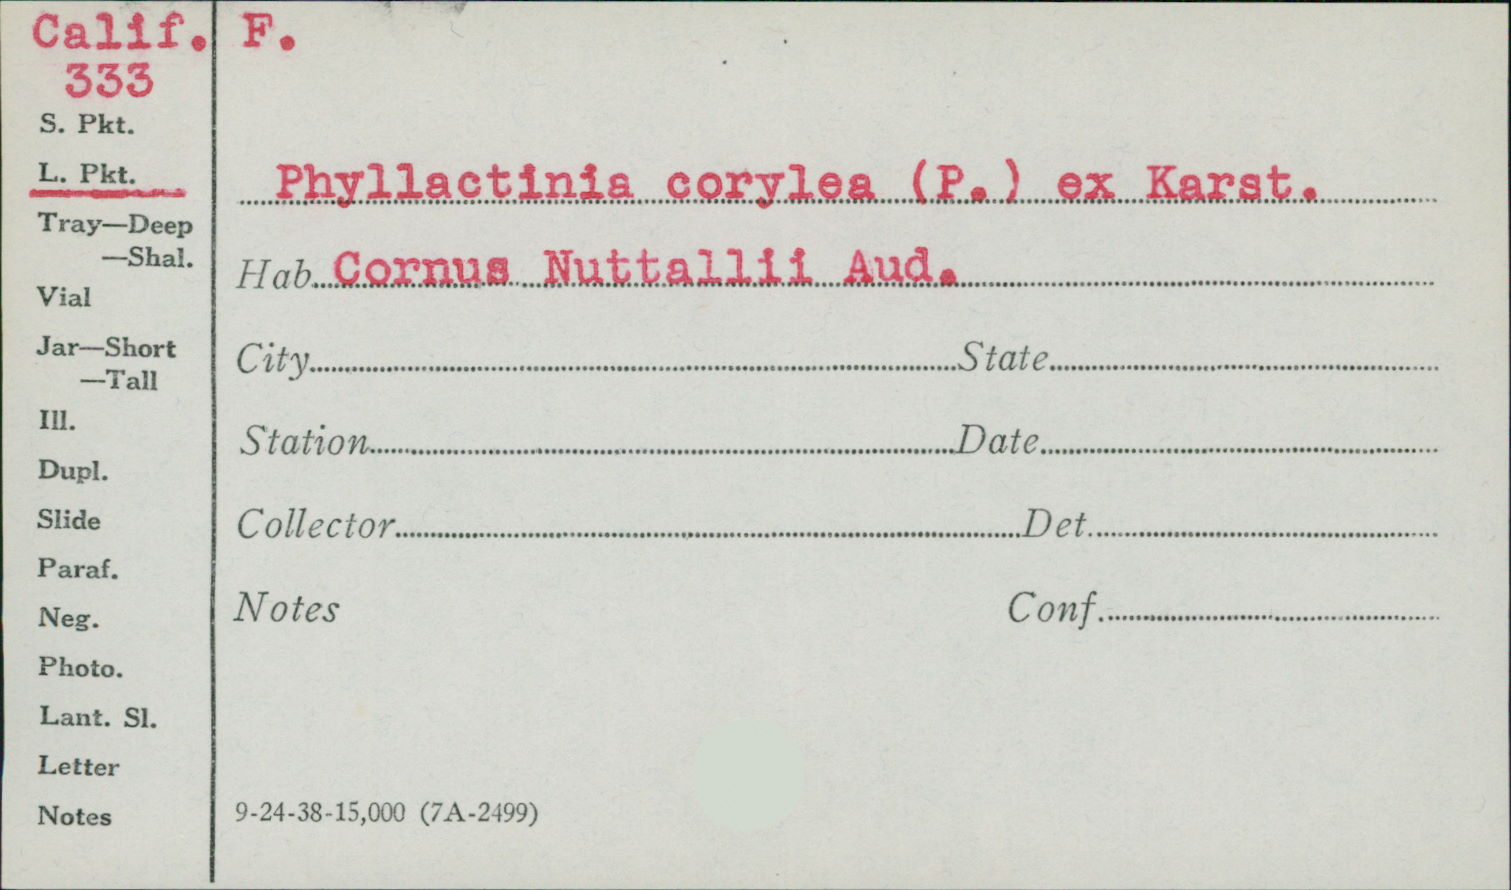 Calif. F.
333
S. Pkt.
L. Pkt.
Tray—Deep
—Shal.
Vial
Jar—Short
—Tall
Ill.
Dupl.
Slide
Paraf.
Neg.
Photo.
Lant. Sl.
Letter
Notes
Phyllactinia corylea (P.) ex Karst.
Hab. Cornus Nuttallii Aud.
City State
Station Date
Collector Det.
Notes Conf.
9-24-38-15,000 (7A-2499)